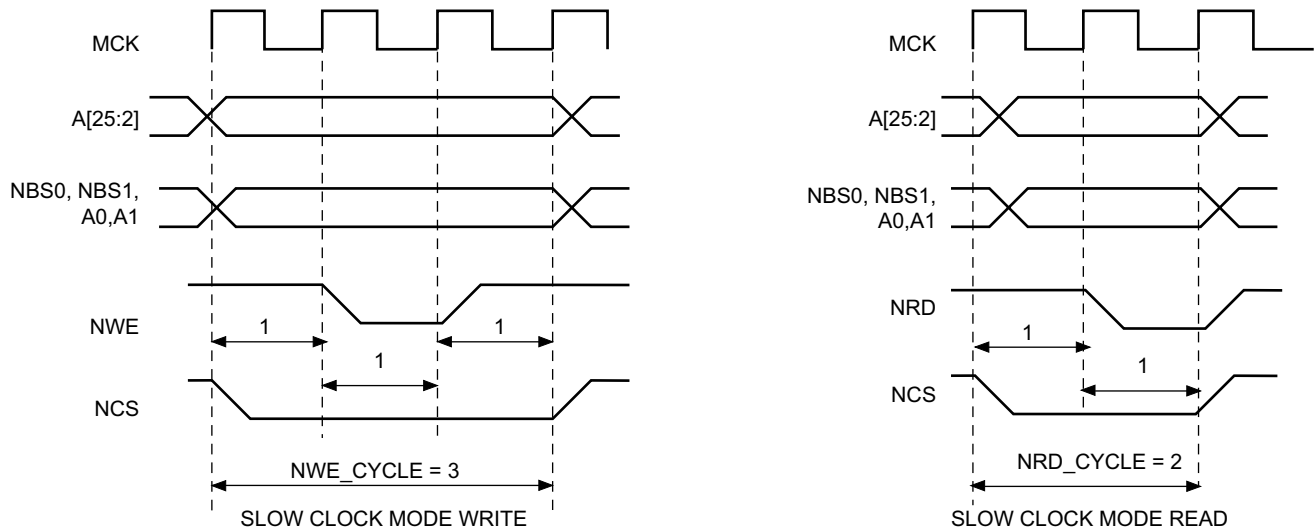 MCK
A[25:2]
NBS0, NBS1,
A0,A1
NWE
1
1
1
NCS
NWE_CYCLE = 3
SLOW CLOCK MODE WRITE
MCK
A[25:2]
NBS0, NBS1,
A0,A1
NRD
1
1
NCS
NRD_CYCLE = 2
SLOW CLOCK MODE READ